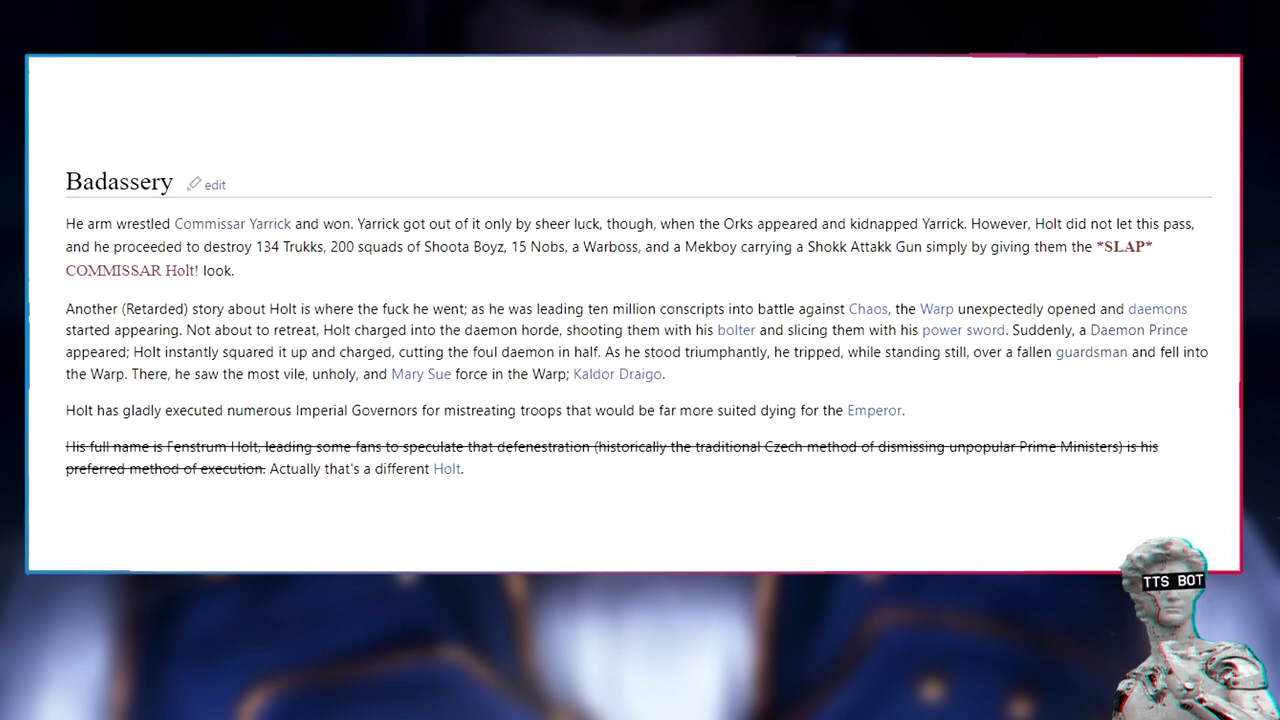 Badassery edit
He arm wrestled Commissar Yarrick and won. Yarrick got out of it only by sheer luck, though, when the Orks appeared and kidnapped Yarrick. However, Holt did not let this pass,
and he proceeded to destroy 134 Trukks, 200 squads of Shoota Boyz, 15 Nobs, a Warboss, and a Mekboy carrying a Shokk Attakk Gun simply by giving them the *SLAP*
COMMISSAR Holt! look.
Another (Retarded) story about Holt is where the fuck he went; as he was leading ten million conscripts into battle against Chaos, the Warp unexpectedly opened and daemons
started appearing. Not about to retreat, Holt charged into the daemon horde, shooting them with his bolter and slicing them with his power sword. Suddenly, a Daemon Prince
appeared; Holt instantly squared it up and charged, cutting the foul daemon in half. As he stood triumphantly, he tripped, while standing still, over a fallen guardsman and fell into
the Warp. There, he saw the most vile, unholy, and Mary Sue force in the Warp; Kaldor Draigo.
Holt has gladly executed numerous Imperial Governors for mistreating troops that would be far more suited dying for the Emperor.
His full name is Fenstrum Holt, leading some fans to speculate that defenestration (historically the traditional Czech method of dismissing unpopular Prime Ministers) is his
preferred method of execution. Actually that's a different Holt.
TTS BOT